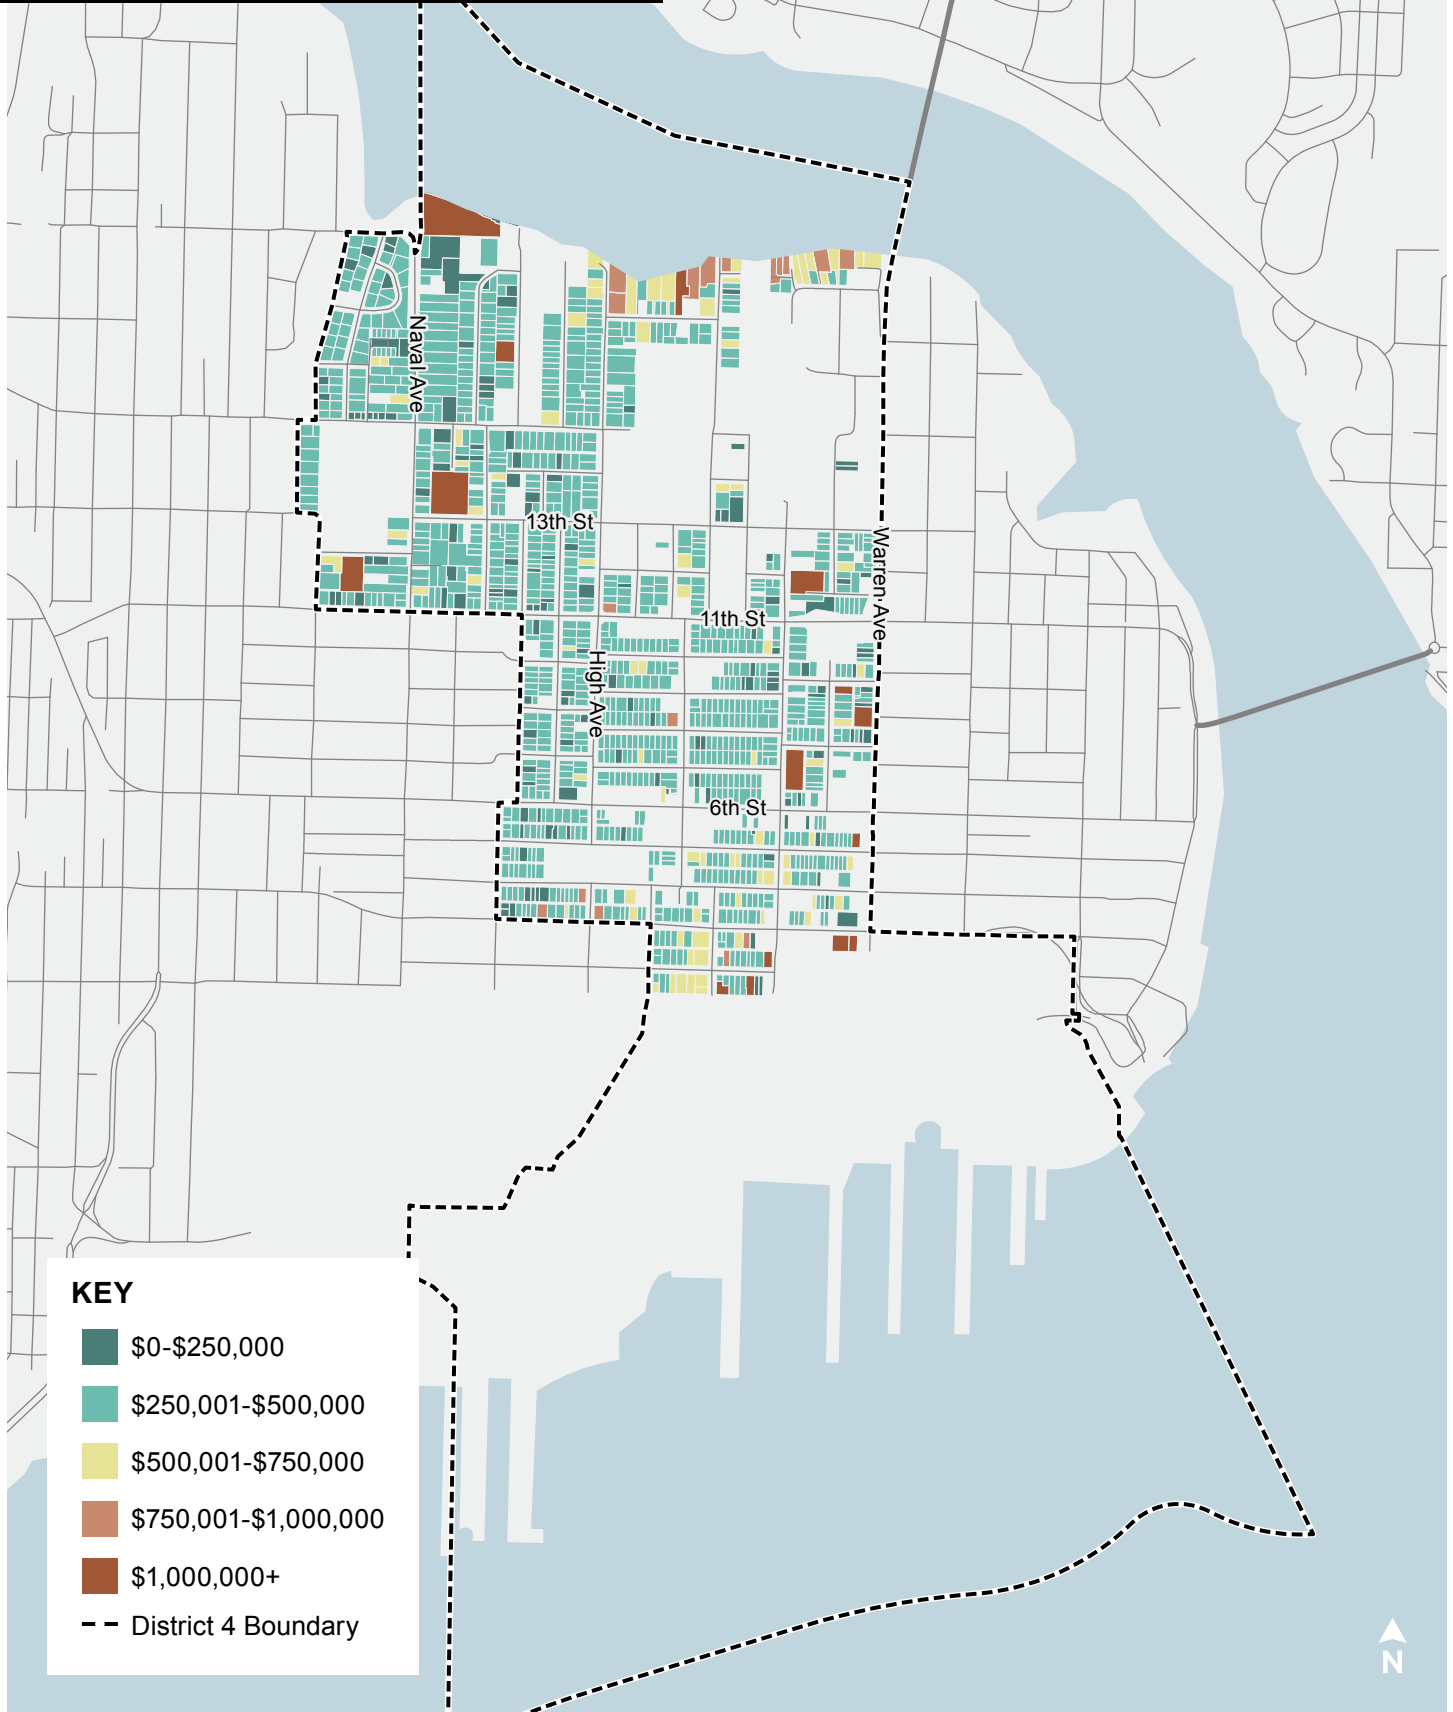 Naval Ave
13th St
Warren Ave
11th St
High Ave
6th St
KEY
$0-$250,000
$250,001-$500,000
$500,001-$750,000
$750,001-$1,000,000
$1,000,000+
District 4 Boundary
N